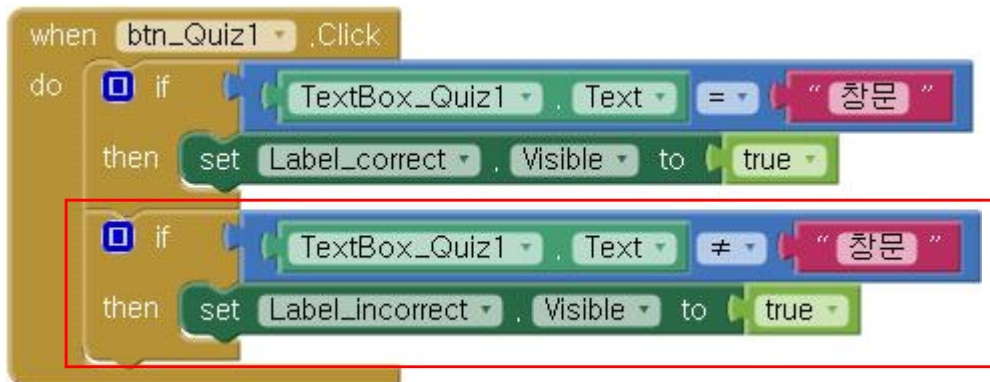 when btn_Quiz1 .Click
do if TextBox_Quiz1 . Text = " 창문 "
then set Label_correct . Visible to true
if TextBox_Quiz1 . Text ≠ " 창문 "
then set Label_incorrect . Visible to true